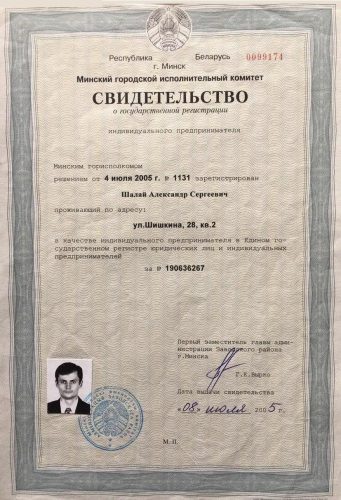 Республика Беларусь
0099174
г. Минск
Минский городской исполнительный комитет
СВИДЕТЕЛЬСТВО
о государственной регистрации
индивидуального предпринимателя
Минским горисполкомом
решением от 4 июля 2005 г. № 1131 зарегистрирован
Шалай Александр Сергеевич
проживающий по адресу:
ул.Шишкина, 28, кв.2
в качестве индивидуального предпринимателя в Едином го-
сударственном регистре юридических лиц и индивидуальных
предпринимателей
за № 190636267
Первый заместитель главы адми-
нистрации Заводского района
г.Минска
Г.К.Вырко
Дата выдачи свидетельства
"08" июля 2005 г.
М.П.